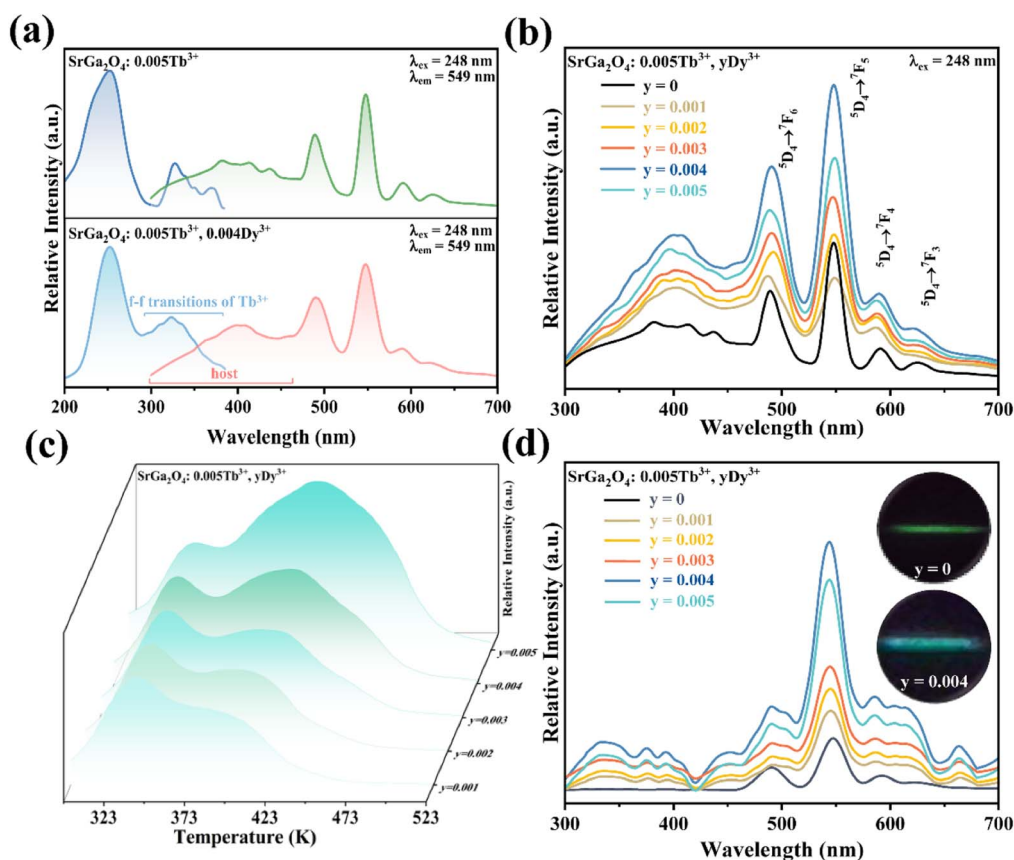 (a)
SrGa₂O₄: 0.005Tb³⁺
λex = 248 nm
λem = 549 nm
SrGa₂O₄: 0.005Tb³⁺, 0.004Dy³⁺
λex = 248 nm
λem = 549 nm
f-f transitions of Tb³⁺
host
Relative Intensity (a.u.)
200 300 400 500 600 700
Wavelength (nm)
(b)
SrGa₂O₄: 0.005Tb³⁺, yDy³⁺
λex = 248 nm
y = 0
y = 0.001
y = 0.002
y = 0.003
y = 0.004
y = 0.005
⁵D₄→⁷F₆
⁵D₄→⁷F₅
⁵D₄→⁷F₄
⁵D₄→⁷F₃
Relative Intensity (a.u.)
300 400 500 600 700
Wavelength (nm)
(c)
SrGa₂O₄: 0.005Tb³⁺, yDy³⁺
Relative Intensity (a.u.)
y=0.005
y=0.004
y=0.003
y=0.002
y=0.001
323 373 423 473 523
Temperature (K)
(d)
SrGa₂O₄: 0.005Tb³⁺, yDy³⁺
y = 0
y = 0.001
y = 0.002
y = 0.003
y = 0.004
y = 0.005
y = 0
y = 0.004
Relative Intensity (a.u.)
300 400 500 600 700
Wavelength (nm)